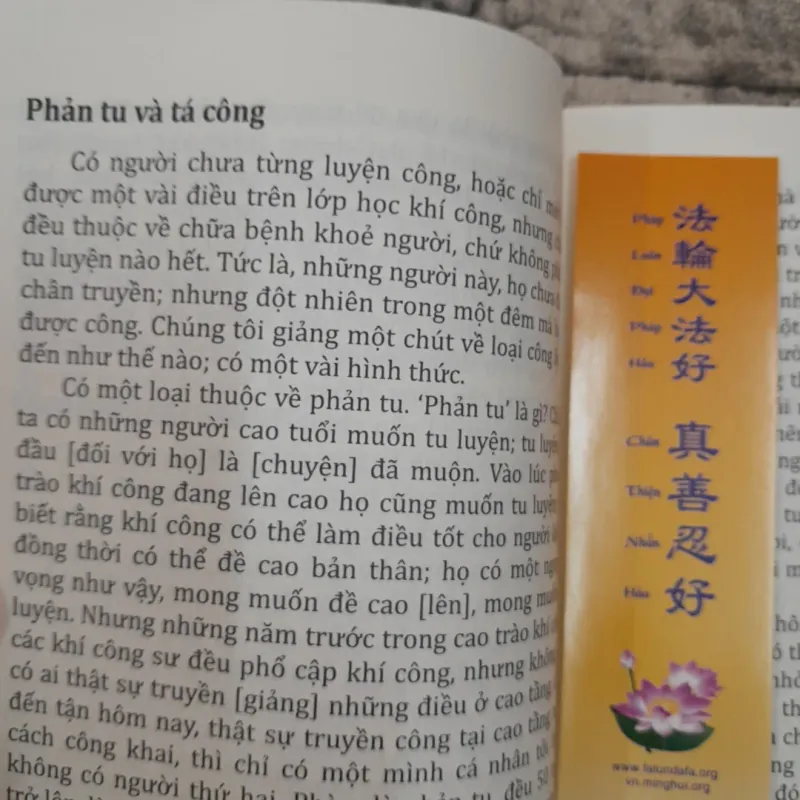 Phản tu và tá công
Có người chưa từng luyện công, hoặc chỉ
được một vài điều trên lớp học khí công, nhưng
đều thuộc về chữa bệnh khoẻ người, chứ không
tu luyện nào hết. Tức là, những người này, họ chưa
chân truyền; nhưng đột nhiên trong một đêm mà
được công. Chúng tôi giảng một chút về loại công
đến như thế nào; có một vài hình thức.
Có một loại thuộc về phản tu. ‘Phản tu’ là gì?
ta có những người cao tuổi muốn tu luyện; tu luyện
đầu [đối với họ] là [chuyện] đã muộn. Vào lúc
trào khí công đang lên cao họ cũng muốn tu luyện
biết rằng khí công có thể làm điều tốt cho người
đồng thời có thể đề cao bản thân; họ có một
vọng như vậy, mong muốn đề cao [lên], mong muốn
luyện. Nhưng những năm trước trong cao trào khí
các khí công sư đều phổ cập khí công, nhưng không
có ai thật sự truyền [giảng] những điều ở cao tầng
đến tận hôm nay, thật sự truyền công tại cao tầng
cách công khai, thì chỉ có một mình cá nhân tôi
không có người thứ hai. đều 50
trở lên
Pháp 法
Luân 輪
Đại 大
Pháp 法
Hảo 好
Chân 真
Thiện 善
Nhẫn 忍
Hảo 好
www.falundafa.org
vn.minghui.org